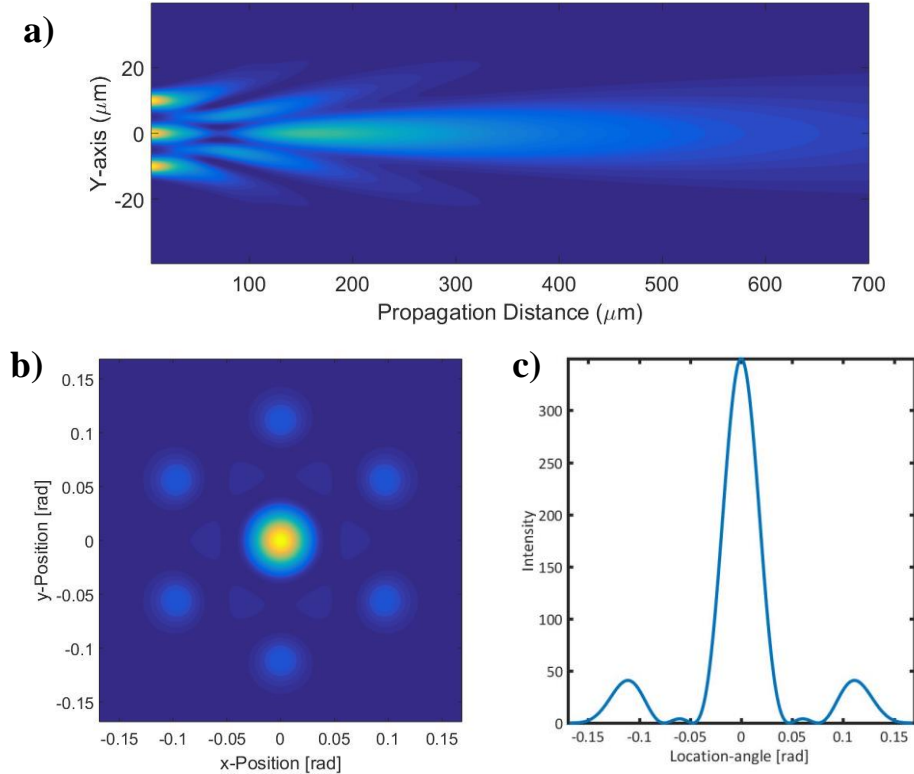 a)
20
0
-20
Y-axis (μm)
100 200 300 400 500 600 700
Propagation Distance (μm)
b)
0.15
0.1
0.05
0
-0.05
-0.1
-0.15
y-Position [rad]
-0.15 -0.1 -0.05 0 0.05 0.1 0.15
x-Position [rad]
c)
300
250
200
150
100
50
0
Intensity
-0.15 -0.1 -0.05 0 0.05 0.1 0.15
Location-angle [rad]